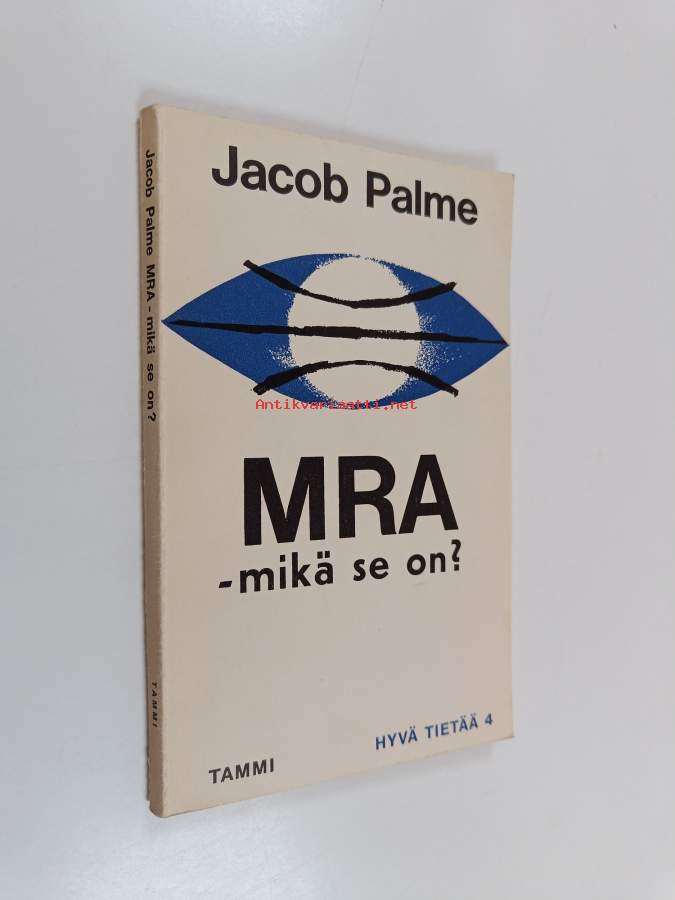 Jacob Palme
MRA
-mikä se on?
HYVÄ TIETÄÄ 4
TAMMI
Jacob Palme MRA - mikä se on?
TAMMI
Antikvariaatti.net